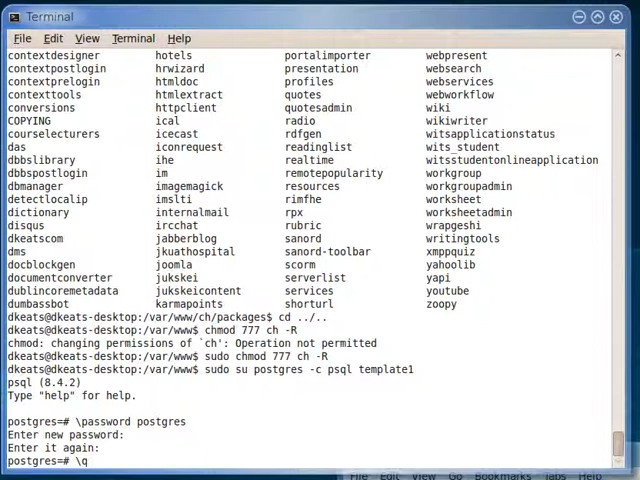 Terminal
File Edit View Terminal Help
contextdesigner hotels portalimporter webpresent
contextpostlogin hrwizard presentation websearch
contextprelogin htmldoc profiles webservices
contexttools htmlextract quotes webworkflow
conversions httpclient quotesadmin wiki
COPYING ical radio wikiwriter
courselecturers icecast rdfgen witsapplicationstatus
das iconrequest readinglist wits_student
dbbslibrary ihe realtime witsstudentonlineapplication
dbbspostlogin im remotepopularity workgroup
dbmanager imagemagick resources workgroupadmin
detectlocalip imslti rimfhe worksheet
dictionary internalmail rpx worksheetadmin
disqus ircchat rubric wrapgeshi
dkeatscom jabberblog sanord writingtools
dms jkuathospital sanord-toolbar xmppquiz
docblockgen joomla scorm yahoolib
documentconverter jukskei serverlist yapi
dublincoremetadata jukskeicontent services youtube
dumbassbot karmapoints shorturl zoopy
dkeats@dkeats-desktop:/var/www/ch/packages$ cd ../..
dkeats@dkeats-desktop:/var/www$ chmod 777 ch -R
chmod: changing permissions of `ch': Operation not permitted
dkeats@dkeats-desktop:/var/www$ sudo chmod 777 ch -R
dkeats@dkeats-desktop:/var/www$ sudo su postgres -c psql template1
psql (8.4.2)
Type "help" for help.
postgres=# \password postgres
Enter new password:
Enter it again:
postgres=# \q
File Edit View Go Bookmarks Tabs Help